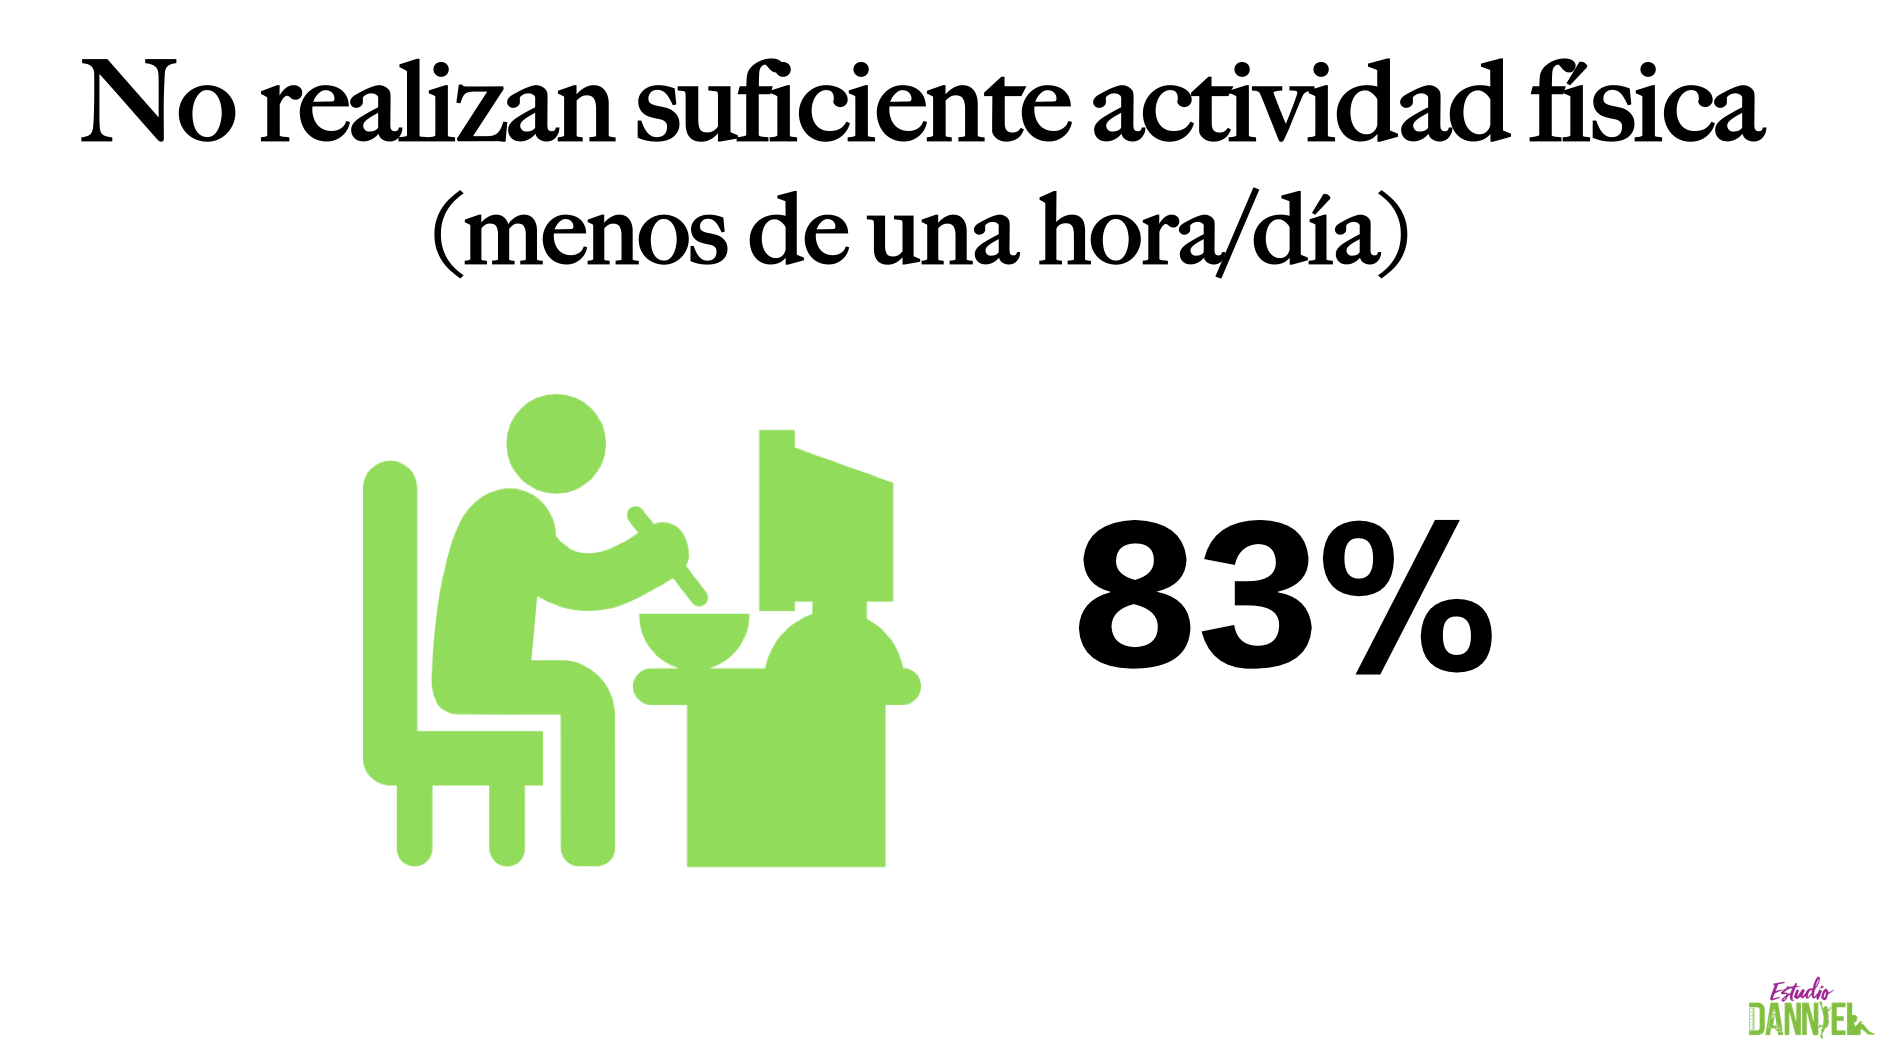 No realizan suficiente actividad física
(menos de una hora/día)
83%
Estudio
DANNIEL